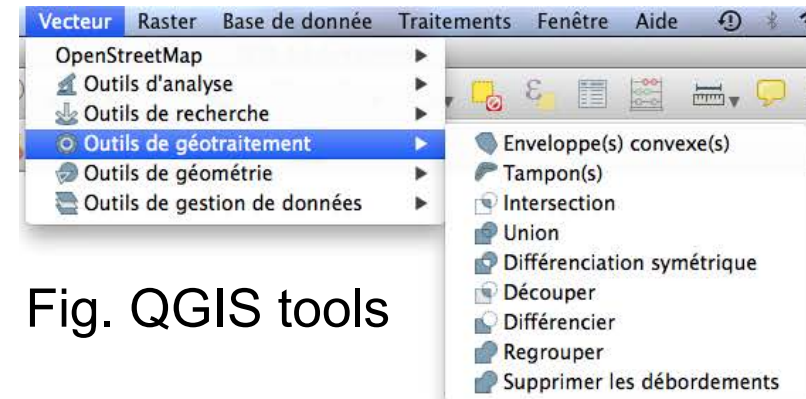 Vecteur Raster Base de donnée Traitements Fenêtre Aide
OpenStreetMap
Outils d'analyse
Outils de recherche
Outils de géotraitement
Outils de géométrie
Outils de gestion de données
Enveloppe(s) convexe(s)
Tampon(s)
Intersection
Union
Différenciation symétrique
Découper
Différencier
Regrouper
Supprimer les débordements
Fig. QGIS tools